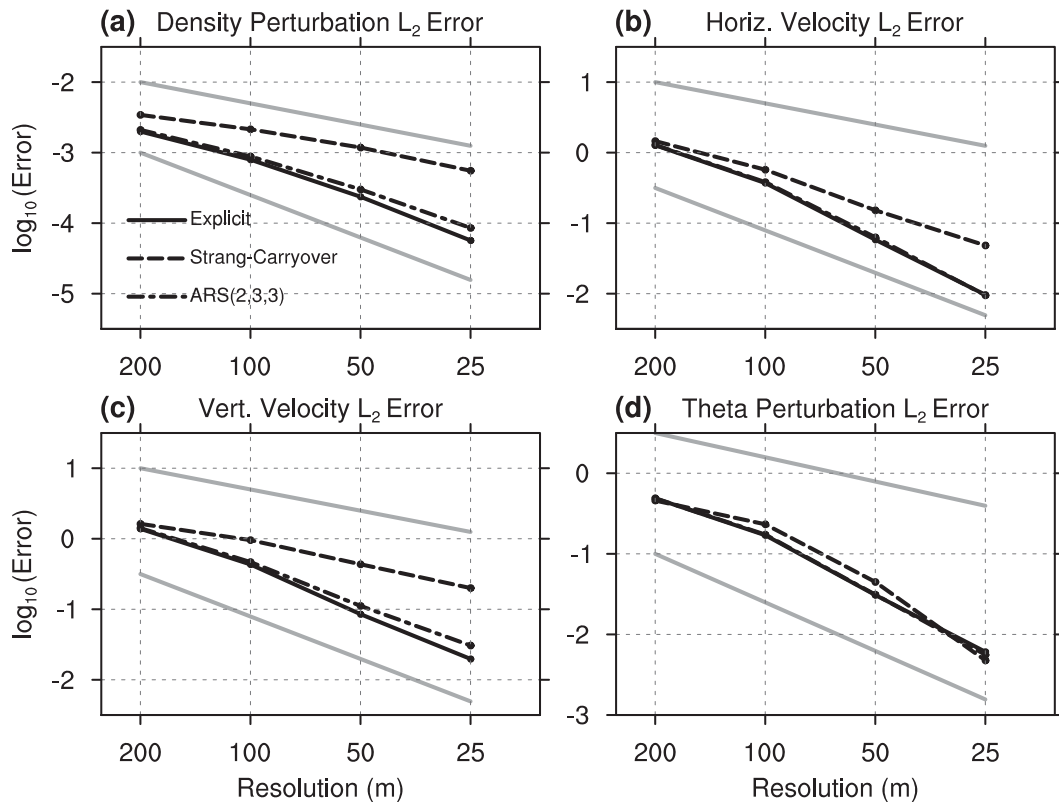 (a) Density Perturbation L2 Error
(b) Horiz. Velocity L2 Error
-2
-3
-4
-5
log10(Error)
Explicit
Strang-Carryover
ARS(2,3,3)
1
0
-1
-2
200 100 50 25
200 100 50 25
(c) Vert. Velocity L2 Error
(d) Theta Perturbation L2 Error
1
0
-1
-2
log10(Error)
0
-1
-2
-3
200 100 50 25
200 100 50 25
Resolution (m)
Resolution (m)